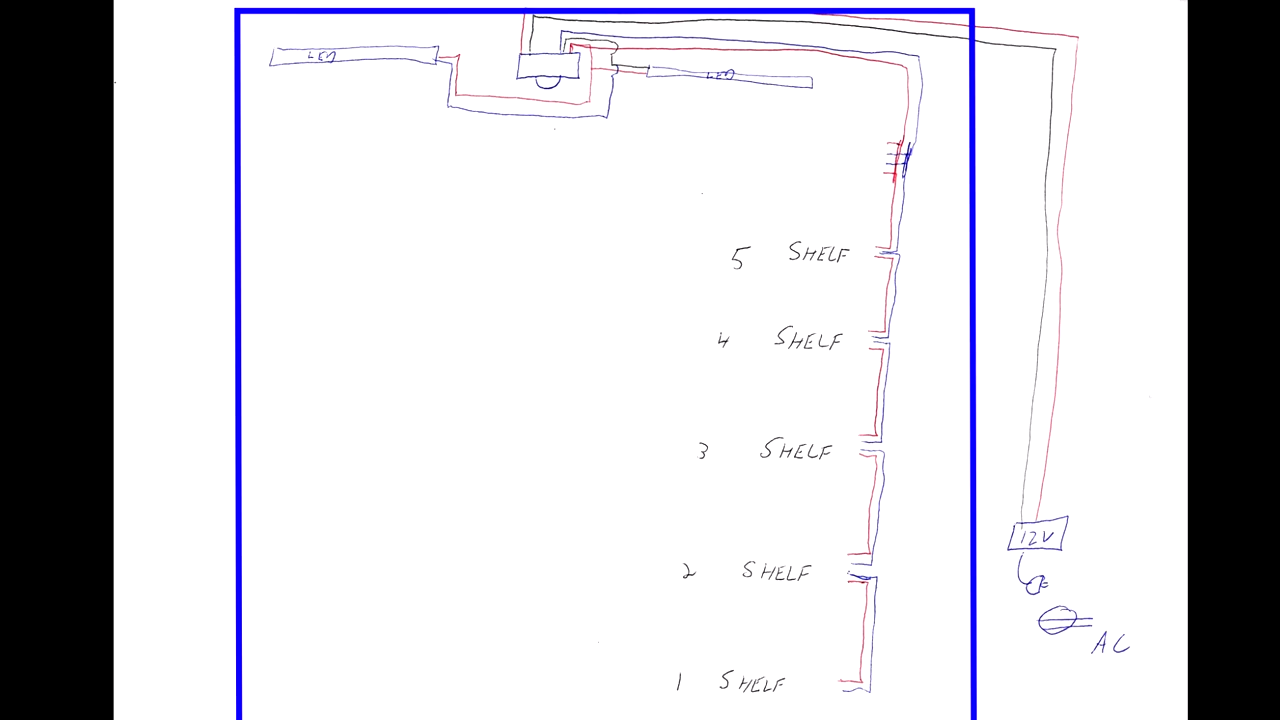 LED
LED
5 SHELF
4 SHELF
3 SHELF
12V
2 SHELF
AC
1 SHELF